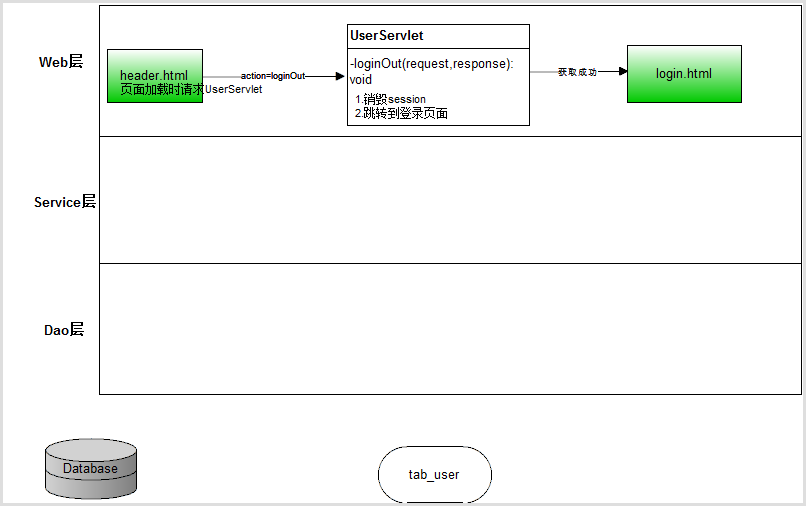 Web层
header.html
页面加载时请求UserServlet
action=loginOut
UserServlet
-loginOut(request,response):
void
1.销毁session
2.跳转到登录页面
获取成功
login.html
Service层
Dao层
Database
tab_user